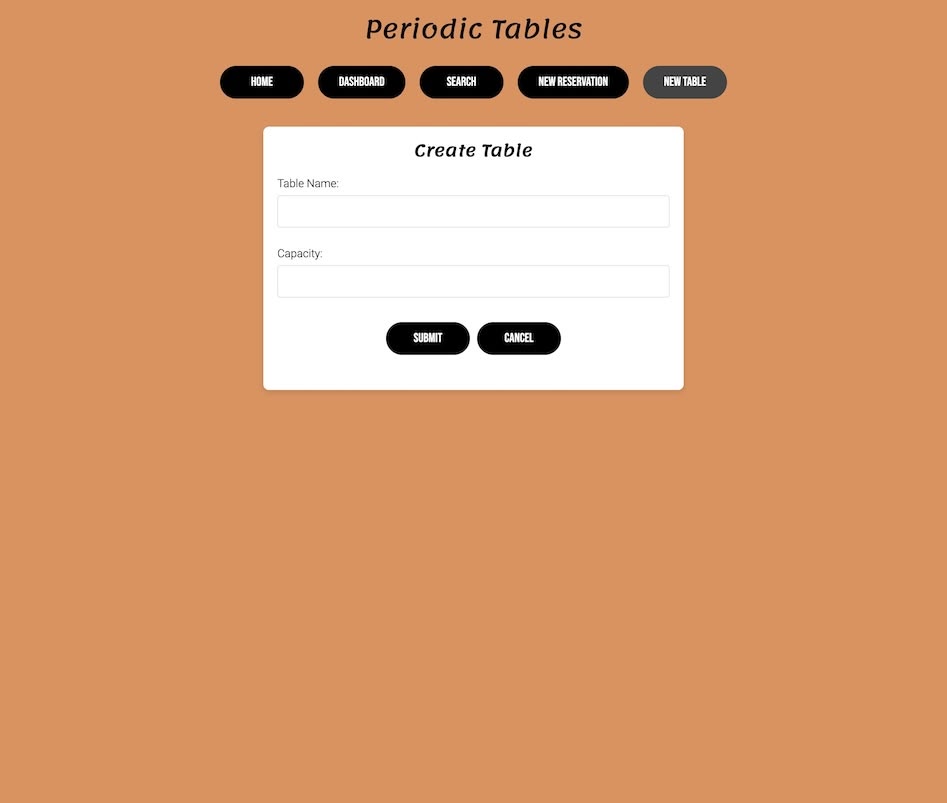 Periodic Tables
HOME DASHBOARD SEARCH NEW RESERVATION NEW TABLE
Create Table
Table Name:
Capacity:
SUBMIT CANCEL